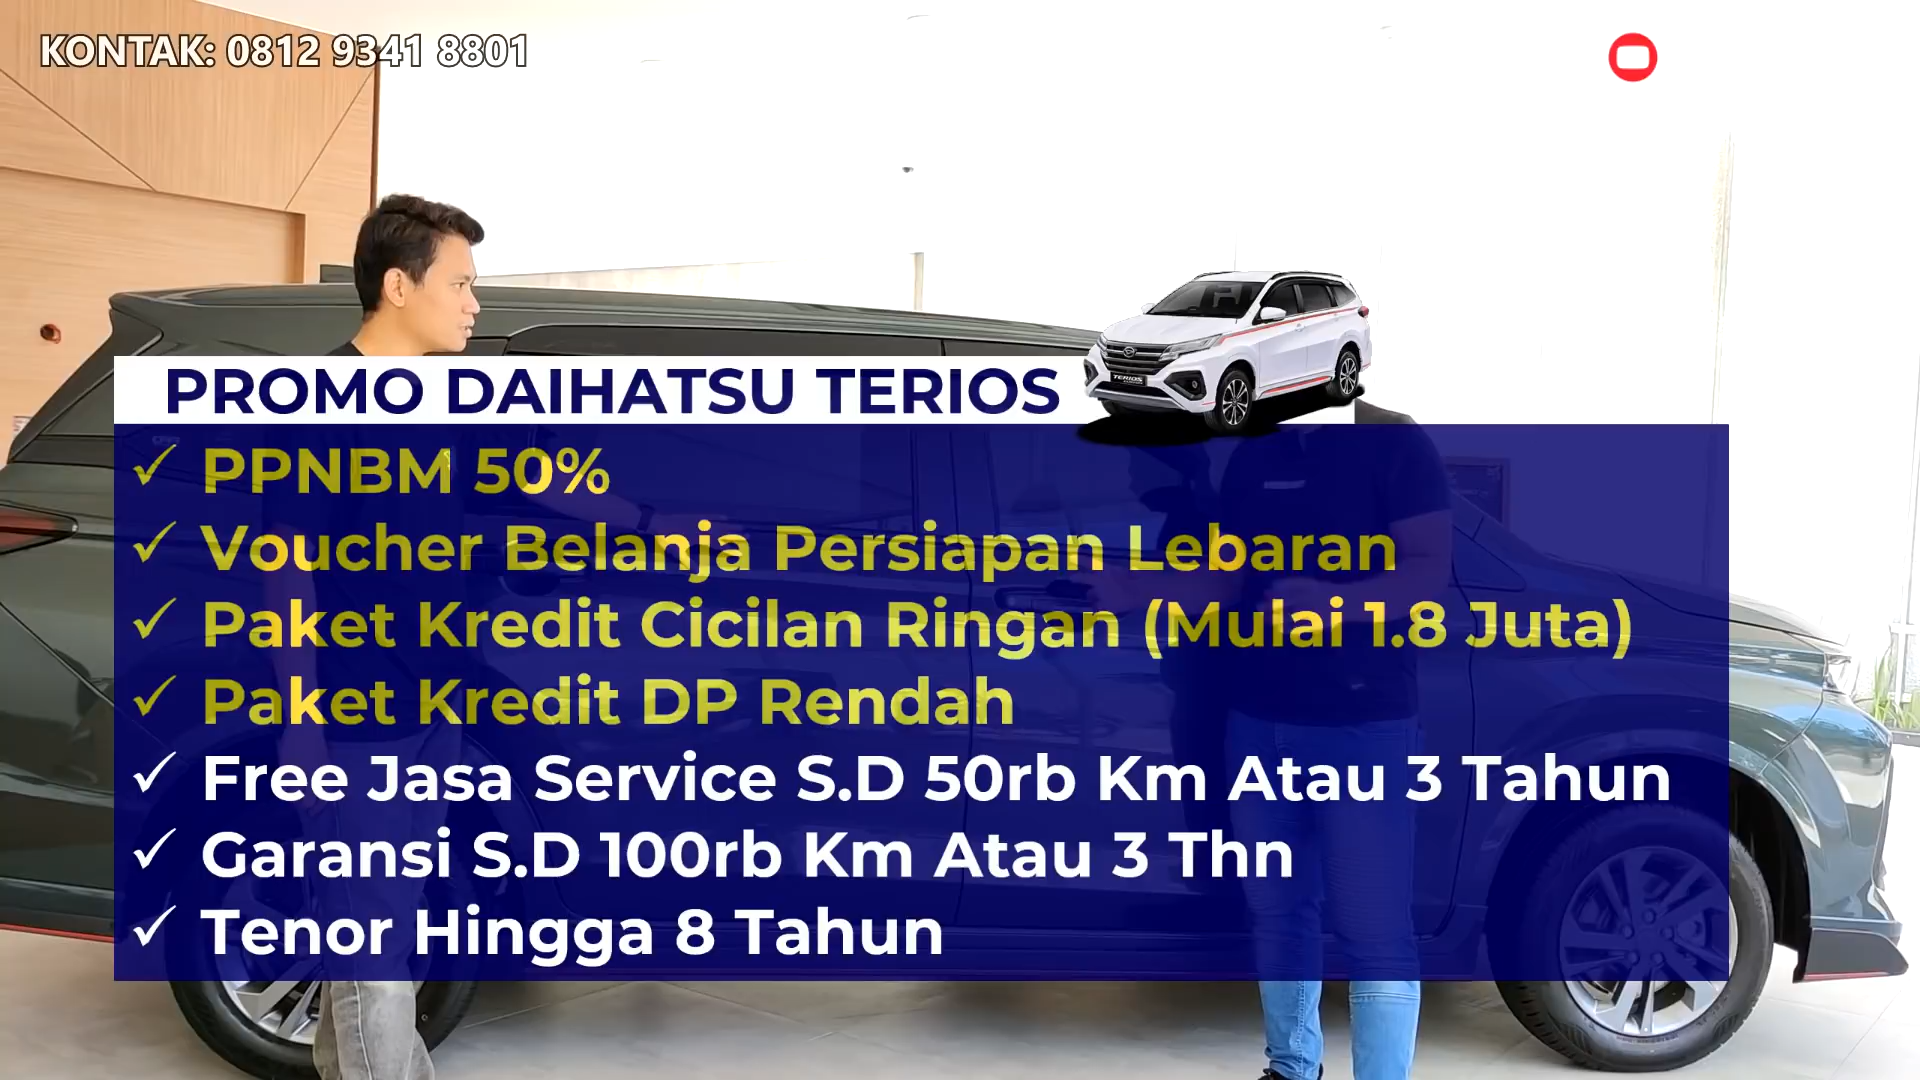 KONTAK: 0812 9341 8801
PROMO DAIHATSU TERIOS
TERIOS
✓ PPNBM 50%
✓ Voucher Belanja Persiapan Lebaran
✓ Paket Kredit Cicilan Ringan (Mulai 1.8 Juta)
✓ Paket Kredit DP Rendah
✓ Free Jasa Service S.D 50rb Km Atau 3 Tahun
✓ Garansi S.D 100rb Km Atau 3 Thn
✓ Tenor Hingga 8 Tahun